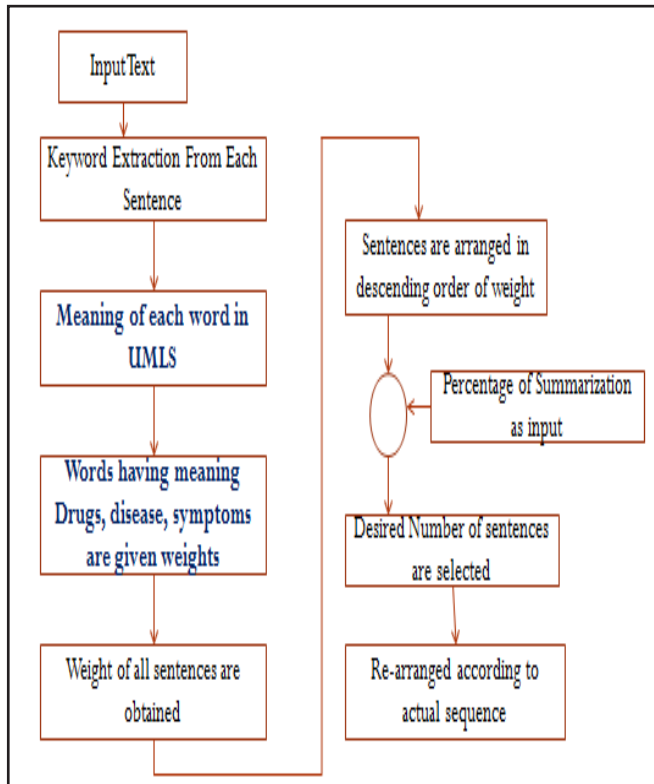 Input Text
Keyword Extraction From Each
Sentence
Meaning of each word in
UMLS
Words having meaning
Drugs, disease, symptoms
are given weights
Weight of all sentences are
obtained
Sentences are arranged in
descending order of weight
Percentage of Summarization
as input
Desired Number of sentences
are selected
Re-arranged according to
actual sequence